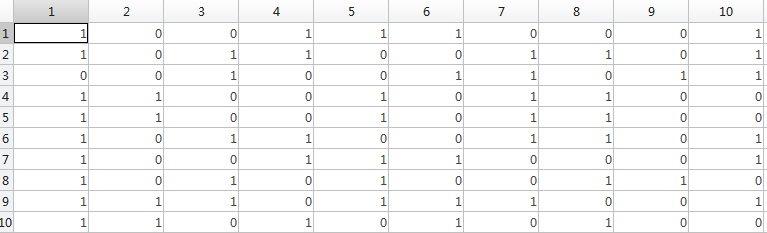 1 2 3 4 5 6 7 8 9 10
1 1 0 0 1 1 1 0 0 0 1
2 1 0 1 1 0 0 1 1 0 1
3 0 0 1 0 0 1 1 0 1 1
4 1 1 0 0 1 0 1 1 0 0
5 1 1 0 0 1 0 1 1 0 0
6 1 0 1 1 0 0 1 1 0 1
7 1 0 0 1 1 1 0 0 0 1
8 1 0 1 0 1 0 0 1 1 0
9 1 1 1 0 1 1 1 0 0 1
10 1 1 0 1 0 1 0 1 0 0